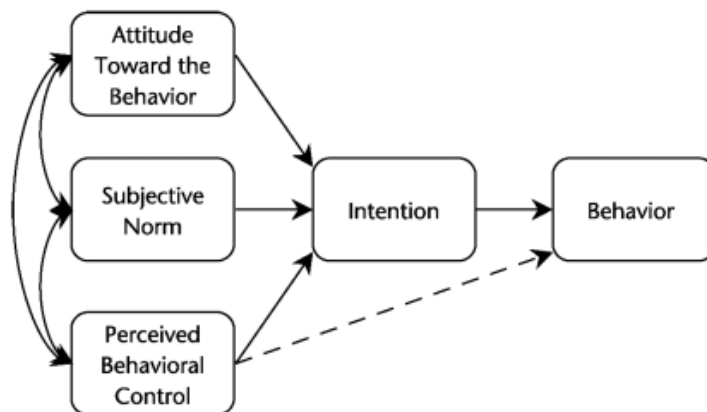 Attitude
Toward the
Behavior
Subjective
Norm
Intention
Behavior
Perceived
Behavioral
Control